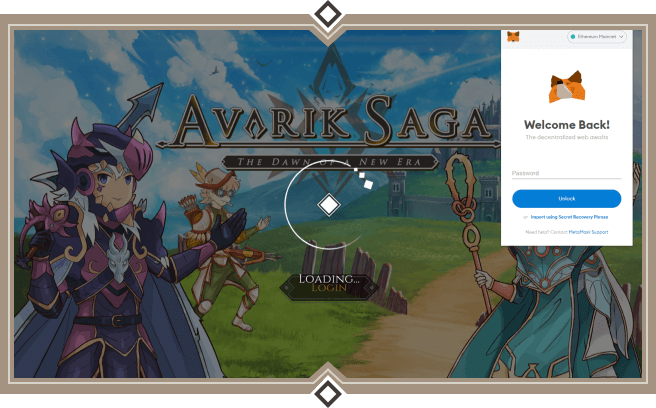 Ethereum Mainnet
AVARIK SAGA
THE DAWN OF A NEW ERA
Welcome Back!
The decentralized web awaits
Password
Unlock
or Import using Secret Recovery Phrase
Need help? Contact MetaMask Support
LOADING...
LOGIN